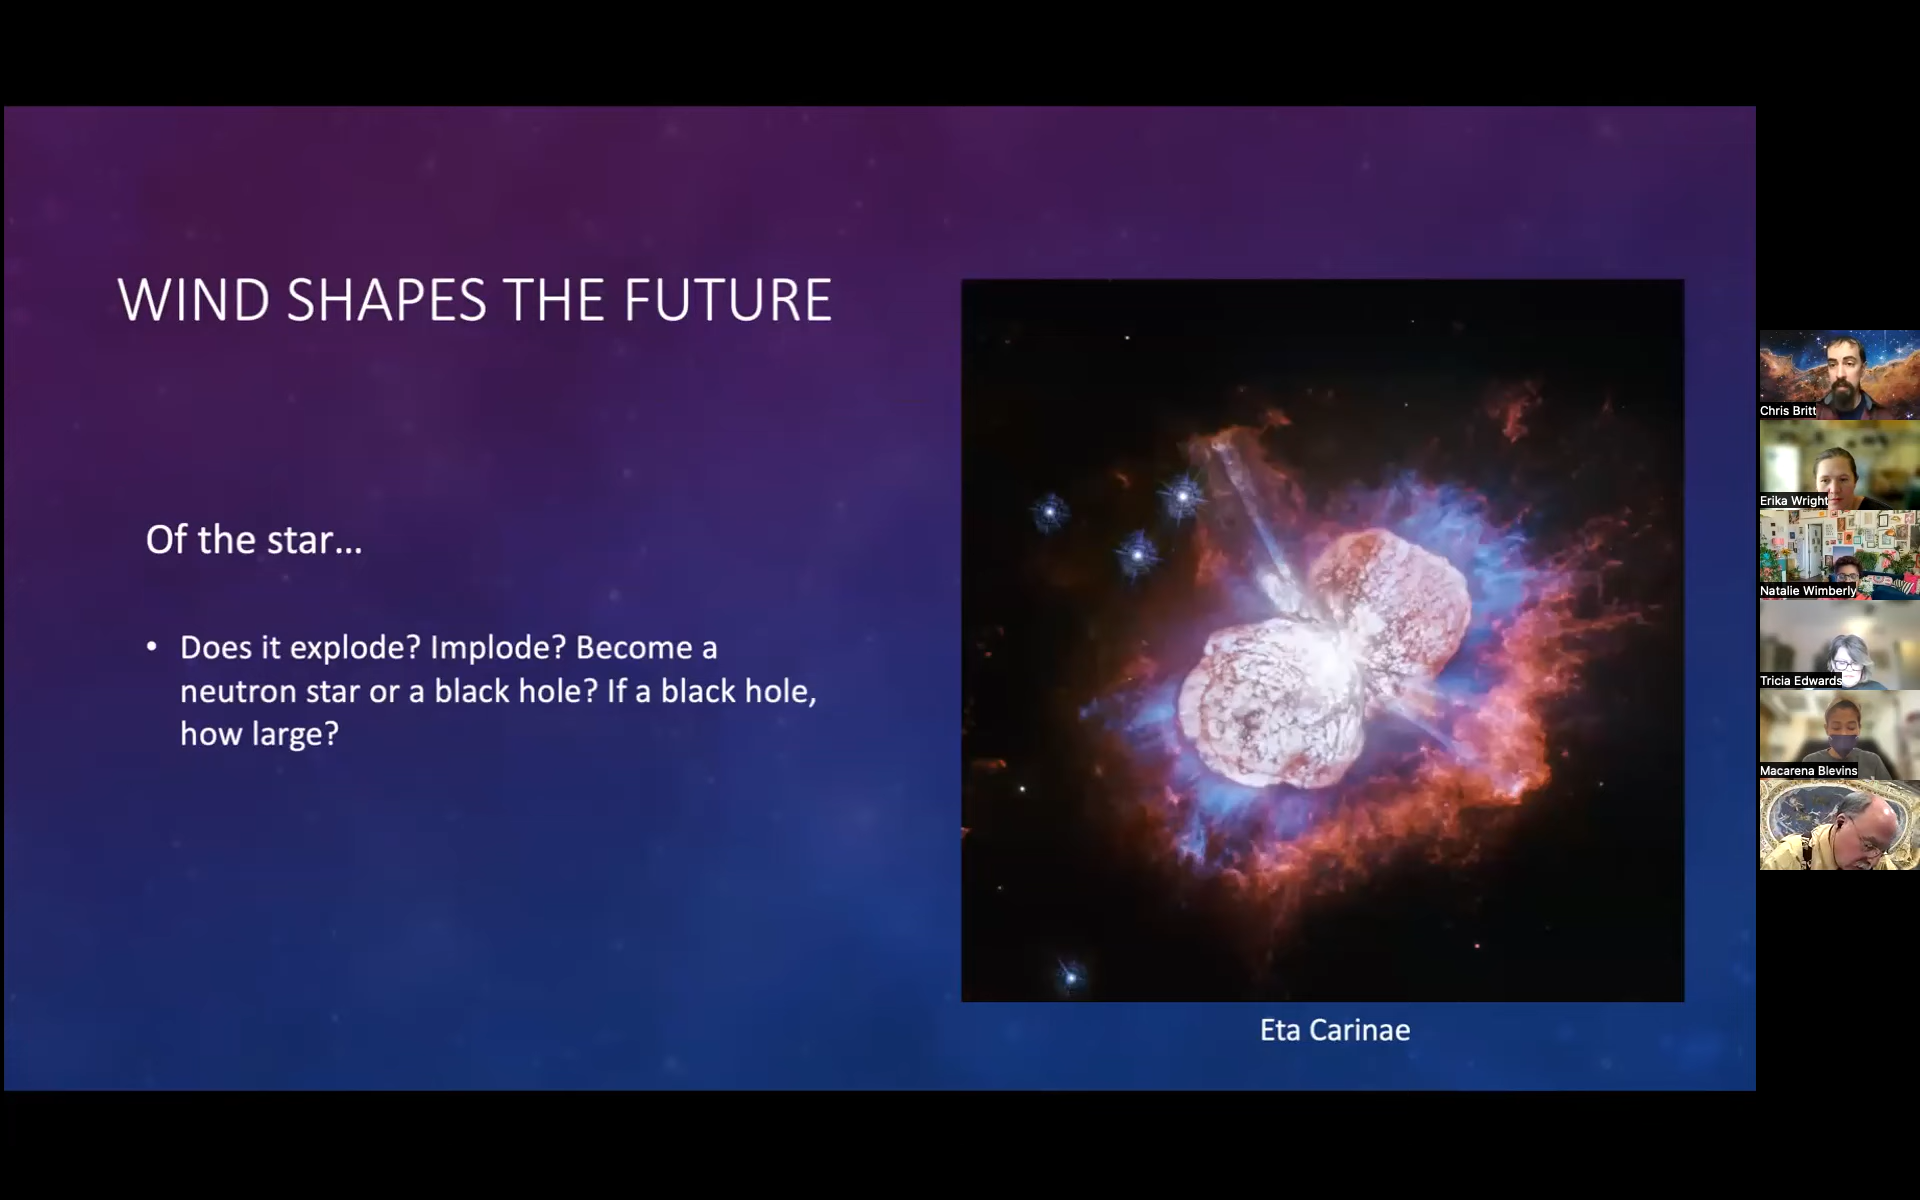 WIND SHAPES THE FUTURE
Of the star...
• Does it explode? Implode? Become a
neutron star or a black hole? If a black hole,
how large?
Eta Carinae
Chris Britt
Erika Wright
Natalie Wimberly
Tricia Edwards
Macarena Blevins